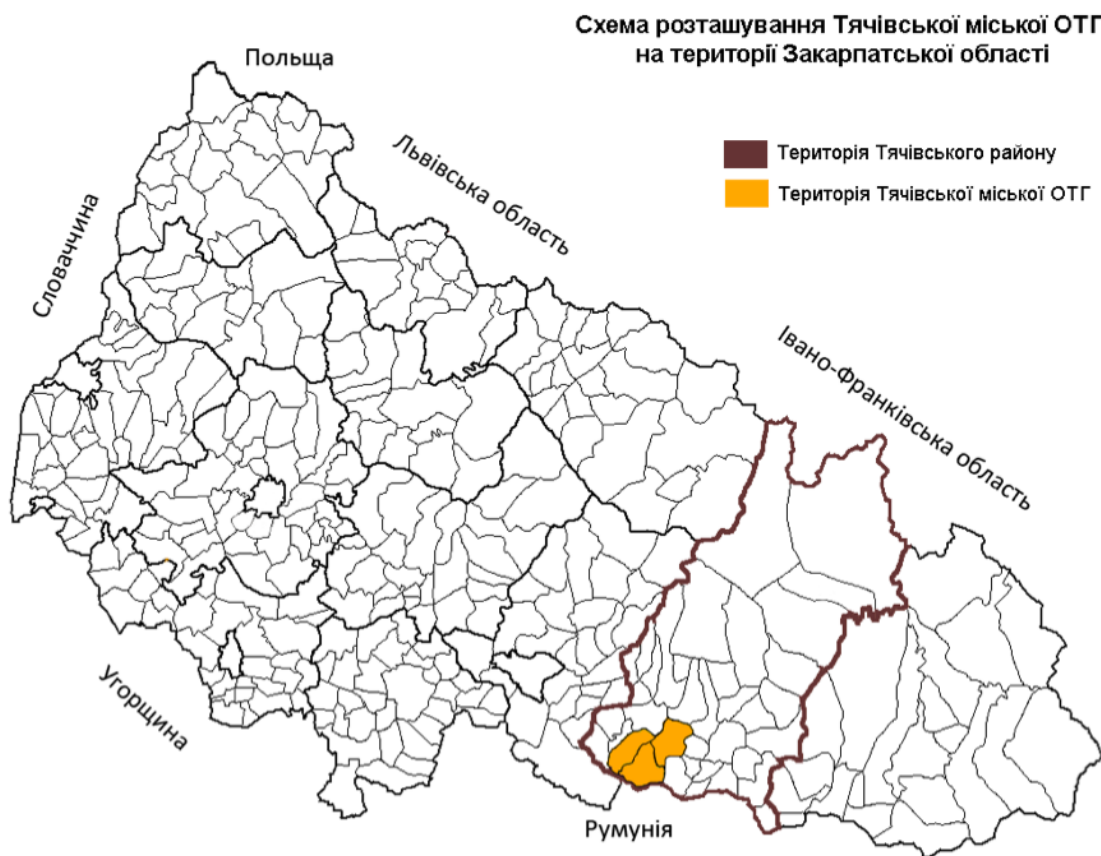 Схема розташування Тячівської міської ОТГ
на території Закарпатської області
Польща
Львівська область
Територія Тячівського району
Територія Тячівської міської ОТГ
Словаччина
Івано-Франківська область
Угорщина
Румунія